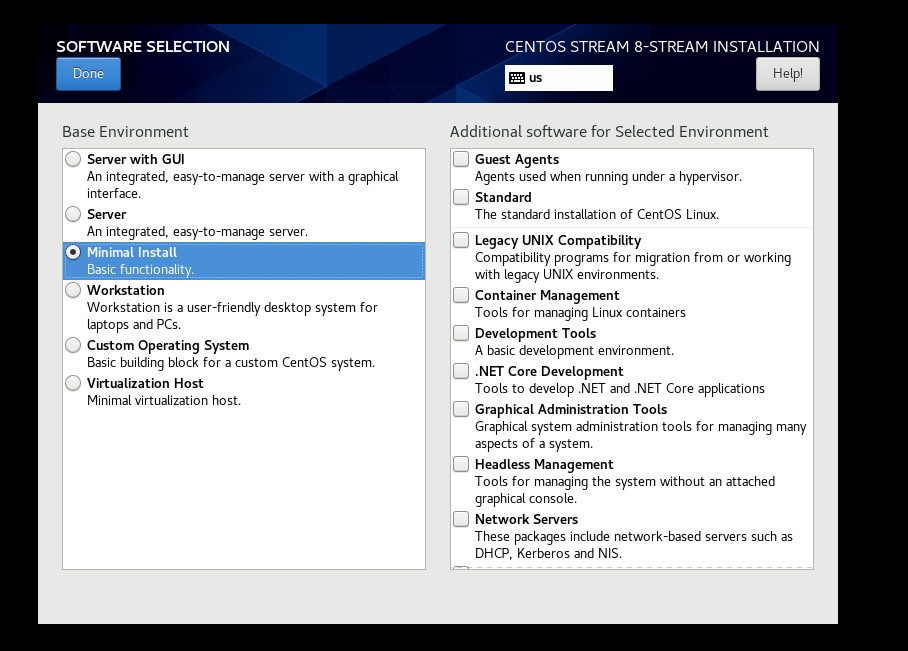 SOFTWARE SELECTION
Done
CENTOS STREAM 8-STREAM INSTALLATION
us
Help!
Base Environment
Server with GUI
An integrated, easy-to-manage server with a graphical
interface.
Server
An integrated, easy-to-manage server.
Minimal Install
Basic functionality.
Workstation
Workstation is a user-friendly desktop system for
laptops and PCs.
Custom Operating System
Basic building block for a custom CentOS system.
Virtualization Host
Minimal virtualization host.
Additional software for Selected Environment
Guest Agents
Agents used when running under a hypervisor.
Standard
The standard installation of CentOS Linux.
Legacy UNIX Compatibility
Compatibility programs for migration from or working
with legacy UNIX environments.
Container Management
Tools for managing Linux containers
Development Tools
A basic development environment.
.NET Core Development
Tools to develop .NET and .NET Core applications
Graphical Administration Tools
Graphical system administration tools for managing many
aspects of a system.
Headless Management
Tools for managing the system without an attached
graphical console.
Network Servers
These packages include network-based servers such as
DHCP, Kerberos and NIS.